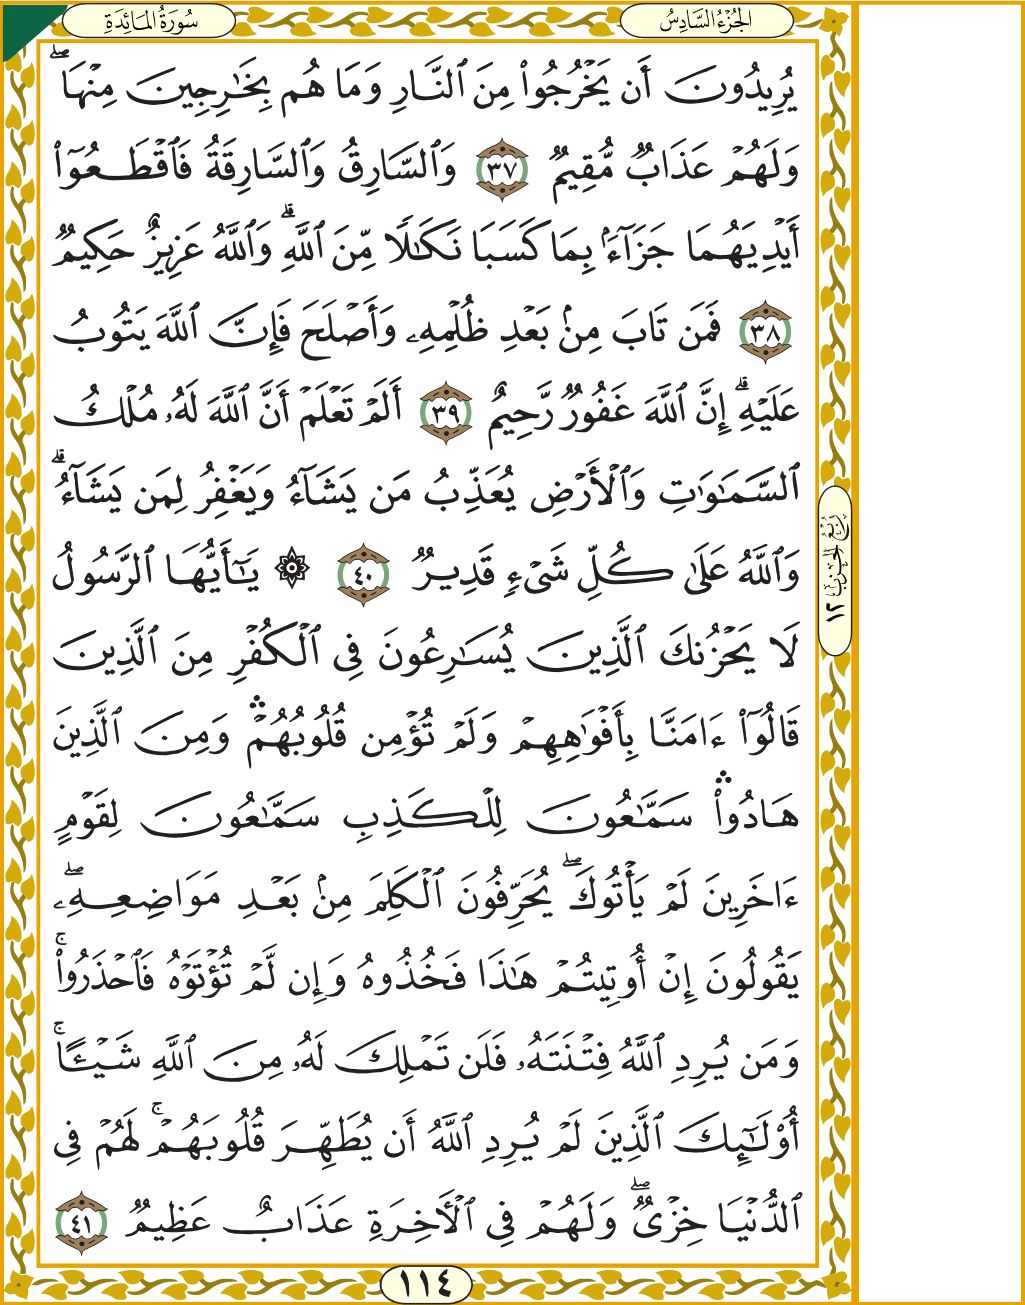 سُورَةُ المَائِدَةِ
الجُزْءُ السَّادِسُ
يُرِيدُونَ أَن يَخْرُجُوا۟ مِنَ ٱلنَّارِ وَمَا هُم بِخَـٰرِجِينَ مِنْهَا ۖ
وَلَهُمْ عَذَابٌ مُّقِيمٌ ٣٧ وَٱلسَّارِقُ وَٱلسَّارِقَةُ فَٱقْطَعُوٓا۟
أَيْدِيَهُمَا جَزَآءًۢ بِمَا كَسَبَا نَكَـٰلًا مِّنَ ٱللَّهِ ۗ وَٱللَّهُ عَزِيزٌ حَكِيمٌ
٣٨ فَمَن تَابَ مِنۢ بَعْدِ ظُلْمِهِۦ وَأَصْلَحَ فَإِنَّ ٱللَّهَ يَتُوبُ
عَلَيْهِ ۗ إِنَّ ٱللَّهَ غَفُورٌ رَّحِيمٌ ٣٩ أَلَمْ تَعْلَمْ أَنَّ ٱللَّهَ لَهُۥ مُلْكُ
ٱلسَّمَـٰوَٰتِ وَٱلْأَرْضِ يُعَذِّبُ مَن يَشَآءُ وَيَغْفِرُ لِمَن يَشَآءُ ۗ
وَٱللَّهُ عَلَىٰ كُلِّ شَىْءٍ قَدِيرٌ ٤٠ ۞ يَـٰٓأَيُّهَا ٱلرَّسُولُ
لَا يَحْزُنكَ ٱلَّذِينَ يُسَـٰرِعُونَ فِى ٱلْكُفْرِ مِنَ ٱلَّذِينَ
قَالُوٓا۟ ءَامَنَّا بِأَفْوَٰهِهِمْ وَلَمْ تُؤْمِن قُلُوبُهُمْ ۛ وَمِنَ ٱلَّذِينَ
هَادُوا۟ ۛ سَمَّـٰعُونَ لِلْكَذِبِ سَمَّـٰعُونَ لِقَوْمٍ
ءَاخَرِينَ لَمْ يَأْتُوكَ ۖ يُحَرِّفُونَ ٱلْكَلِمَ مِنۢ بَعْدِ مَوَاضِعِهِۦ ۖ
يَقُولُونَ إِنْ أُوتِيتُمْ هَـٰذَا فَخُذُوهُ وَإِن لَّمْ تُؤْتَوْهُ فَٱحْذَرُوا۟ ۚ
وَمَن يُرِدِ ٱللَّهُ فِتْنَتَهُۥ فَلَن تَمْلِكَ لَهُۥ مِنَ ٱللَّهِ شَيْـًٔا ۚ
أُو۟لَـٰٓئِكَ ٱلَّذِينَ لَمْ يُرِدِ ٱللَّهُ أَن يُطَهِّرَ قُلُوبَهُمْ ۚ لَهُمْ فِى
ٱلدُّنْيَا خِزْىٌ ۖ وَلَهُمْ فِى ٱلْـَٔاخِرَةِ عَذَابٌ عَظِيمٌ ٤١
رُبْعُ الحِزْبِ ١٢
١١٤